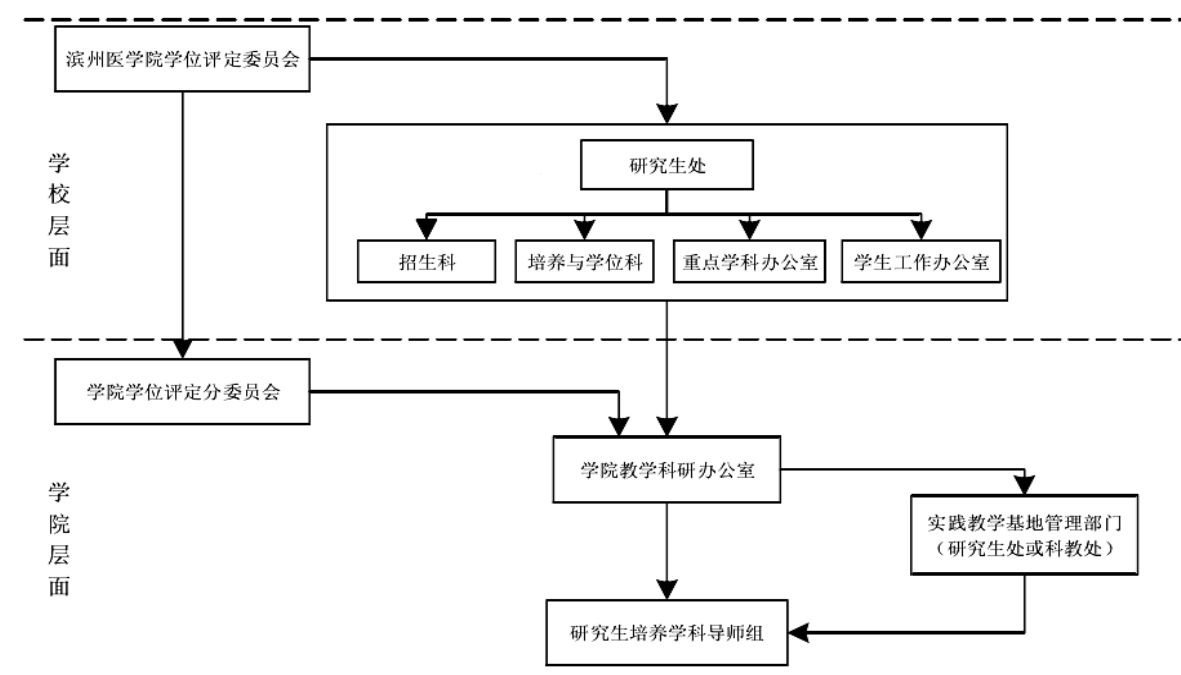 滨州医学院学位评定委员会
学校层面
研究生处
招生科
培养与学位科
重点学科办公室
学生工作办公室
学院学位评定分委员会
学院层面
学院教学科研办公室
实践教学基地管理部门
（研究生处或科教处）
研究生培养学科导师组